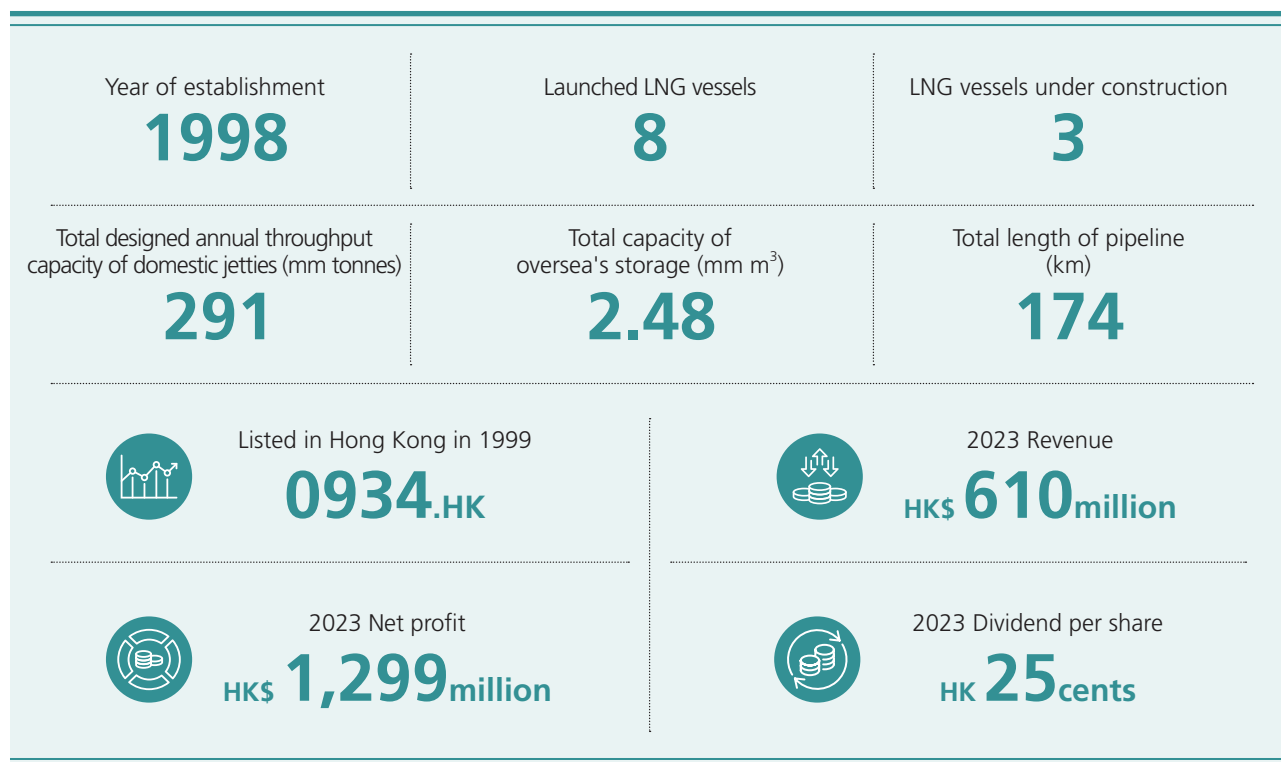 Year of establishment
1998
Launched LNG vessels
8
LNG vessels under construction
3
Total designed annual throughput
capacity of domestic jetties (mm tonnes)
291
Total capacity of
oversea's storage (mm m³)
2.48
Total length of pipeline
(km)
174
Listed in Hong Kong in 1999
0934.HK
2023 Revenue
HK$ 610million
2023 Net profit
HK$ 1,299million
2023 Dividend per share
HK 25cents